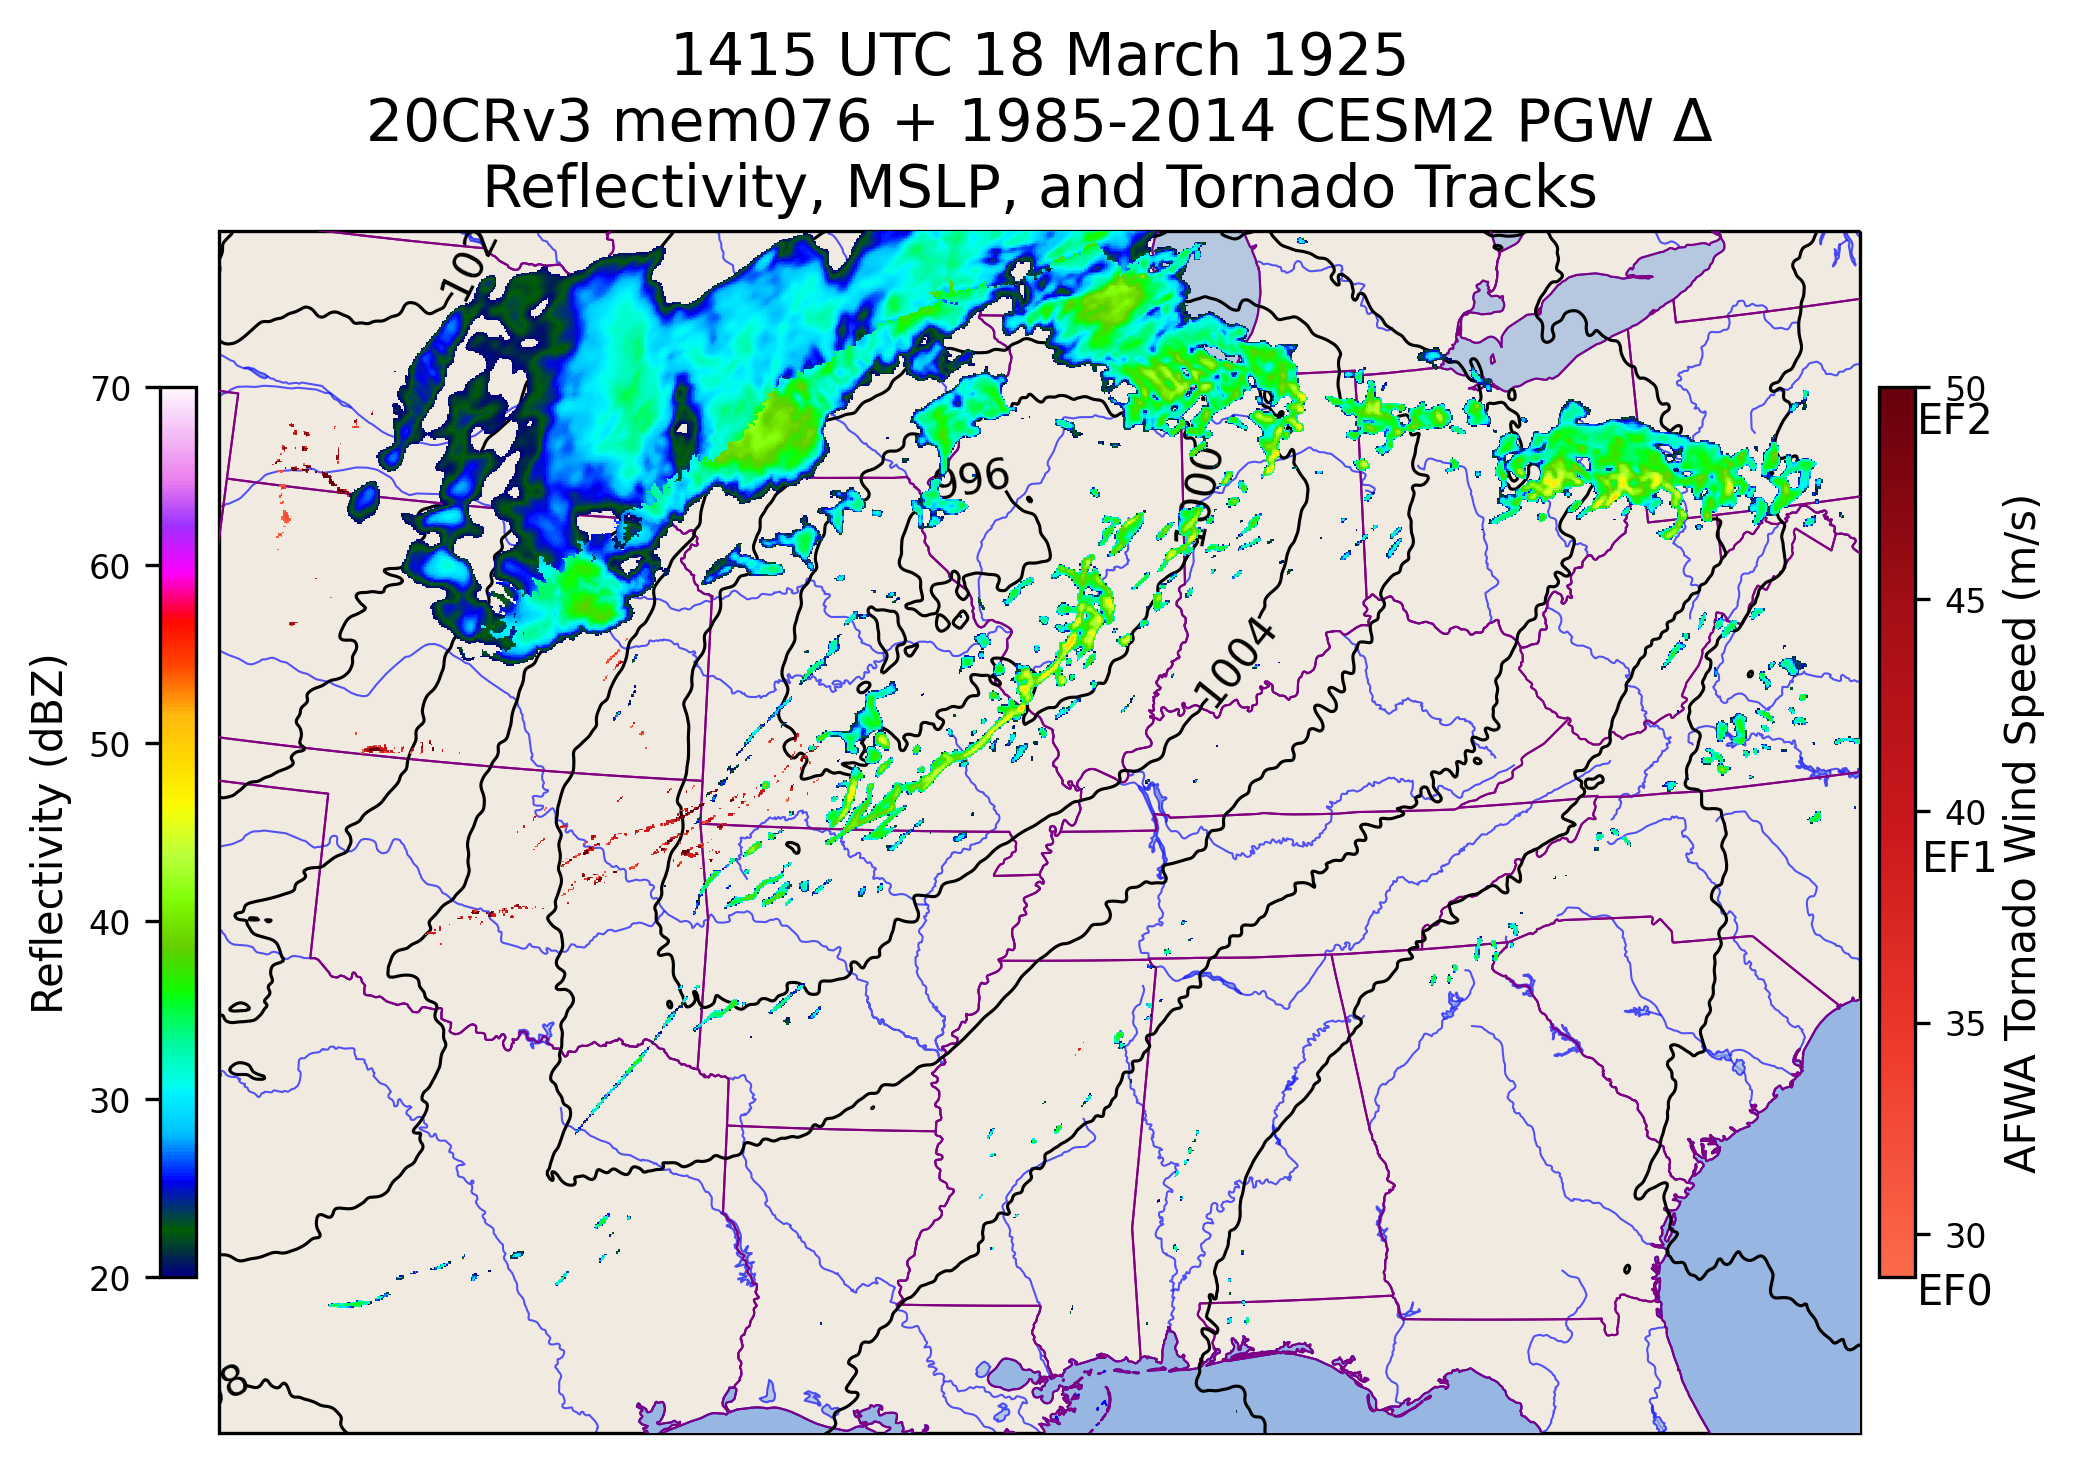 1415 UTC 18 March 1925
20CRv3 mem076 + 1985-2014 CESM2 PGW Δ
Reflectivity, MSLP, and Tornado Tracks
70
60
50
40
30
20
Reflectivity (dBZ)
996
1000
1004
8
50
EF2
45
40
EF1
35
30
EF0
AFWA Tornado Wind Speed (m/s)